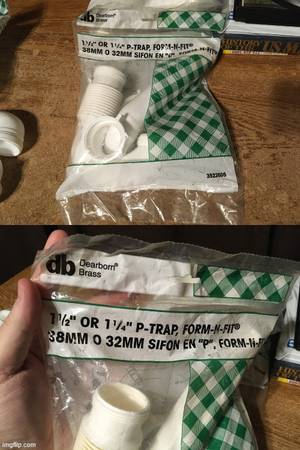 db Dearborn®
Brass
1½" OR 1¼" P-TRAP, FORM-N-FIT®
38MM O 32MM SIFON EN "P", FORM-N-FIT
3522605
db Dearborn®
Brass
1½" OR 1¼" P-TRAP, FORM-N-FIT®
38MM O 32MM SIFON EN "P", FORM-N-F
imgflip.com